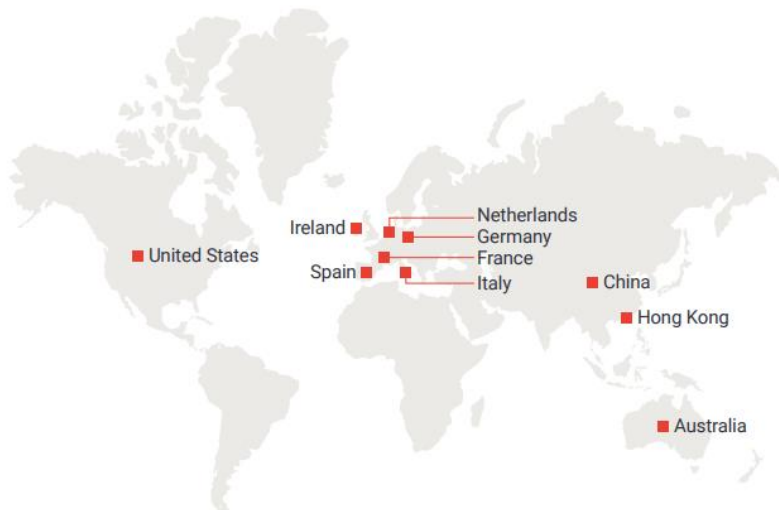 Netherlands
Ireland
Germany
United States
France
Spain
Italy
China
Hong Kong
Australia